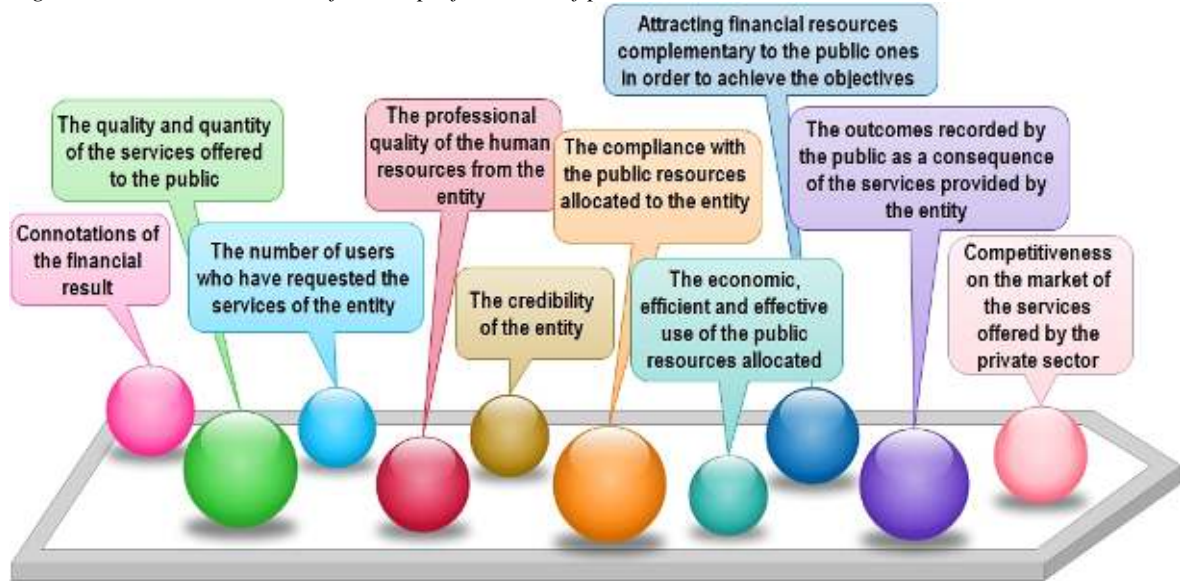 Attracting financial resources
complementary to the public ones
in order to achieve the objectives
The quality and quantity
of the services offered
to the public
The professional
quality of the human
resources from the
entity
The compliance with
the public resources
allocated to the entity
The outcomes recorded by
the public as a consequence
of the services provided by
the entity
Connotations of
the financial
result
The number of users
who have requested the
services of the entity
The credibility
of the entity
The economic,
efficient and effective
use of the public
resources allocated
Competitiveness
on the market of
the services
offered by the
private sector